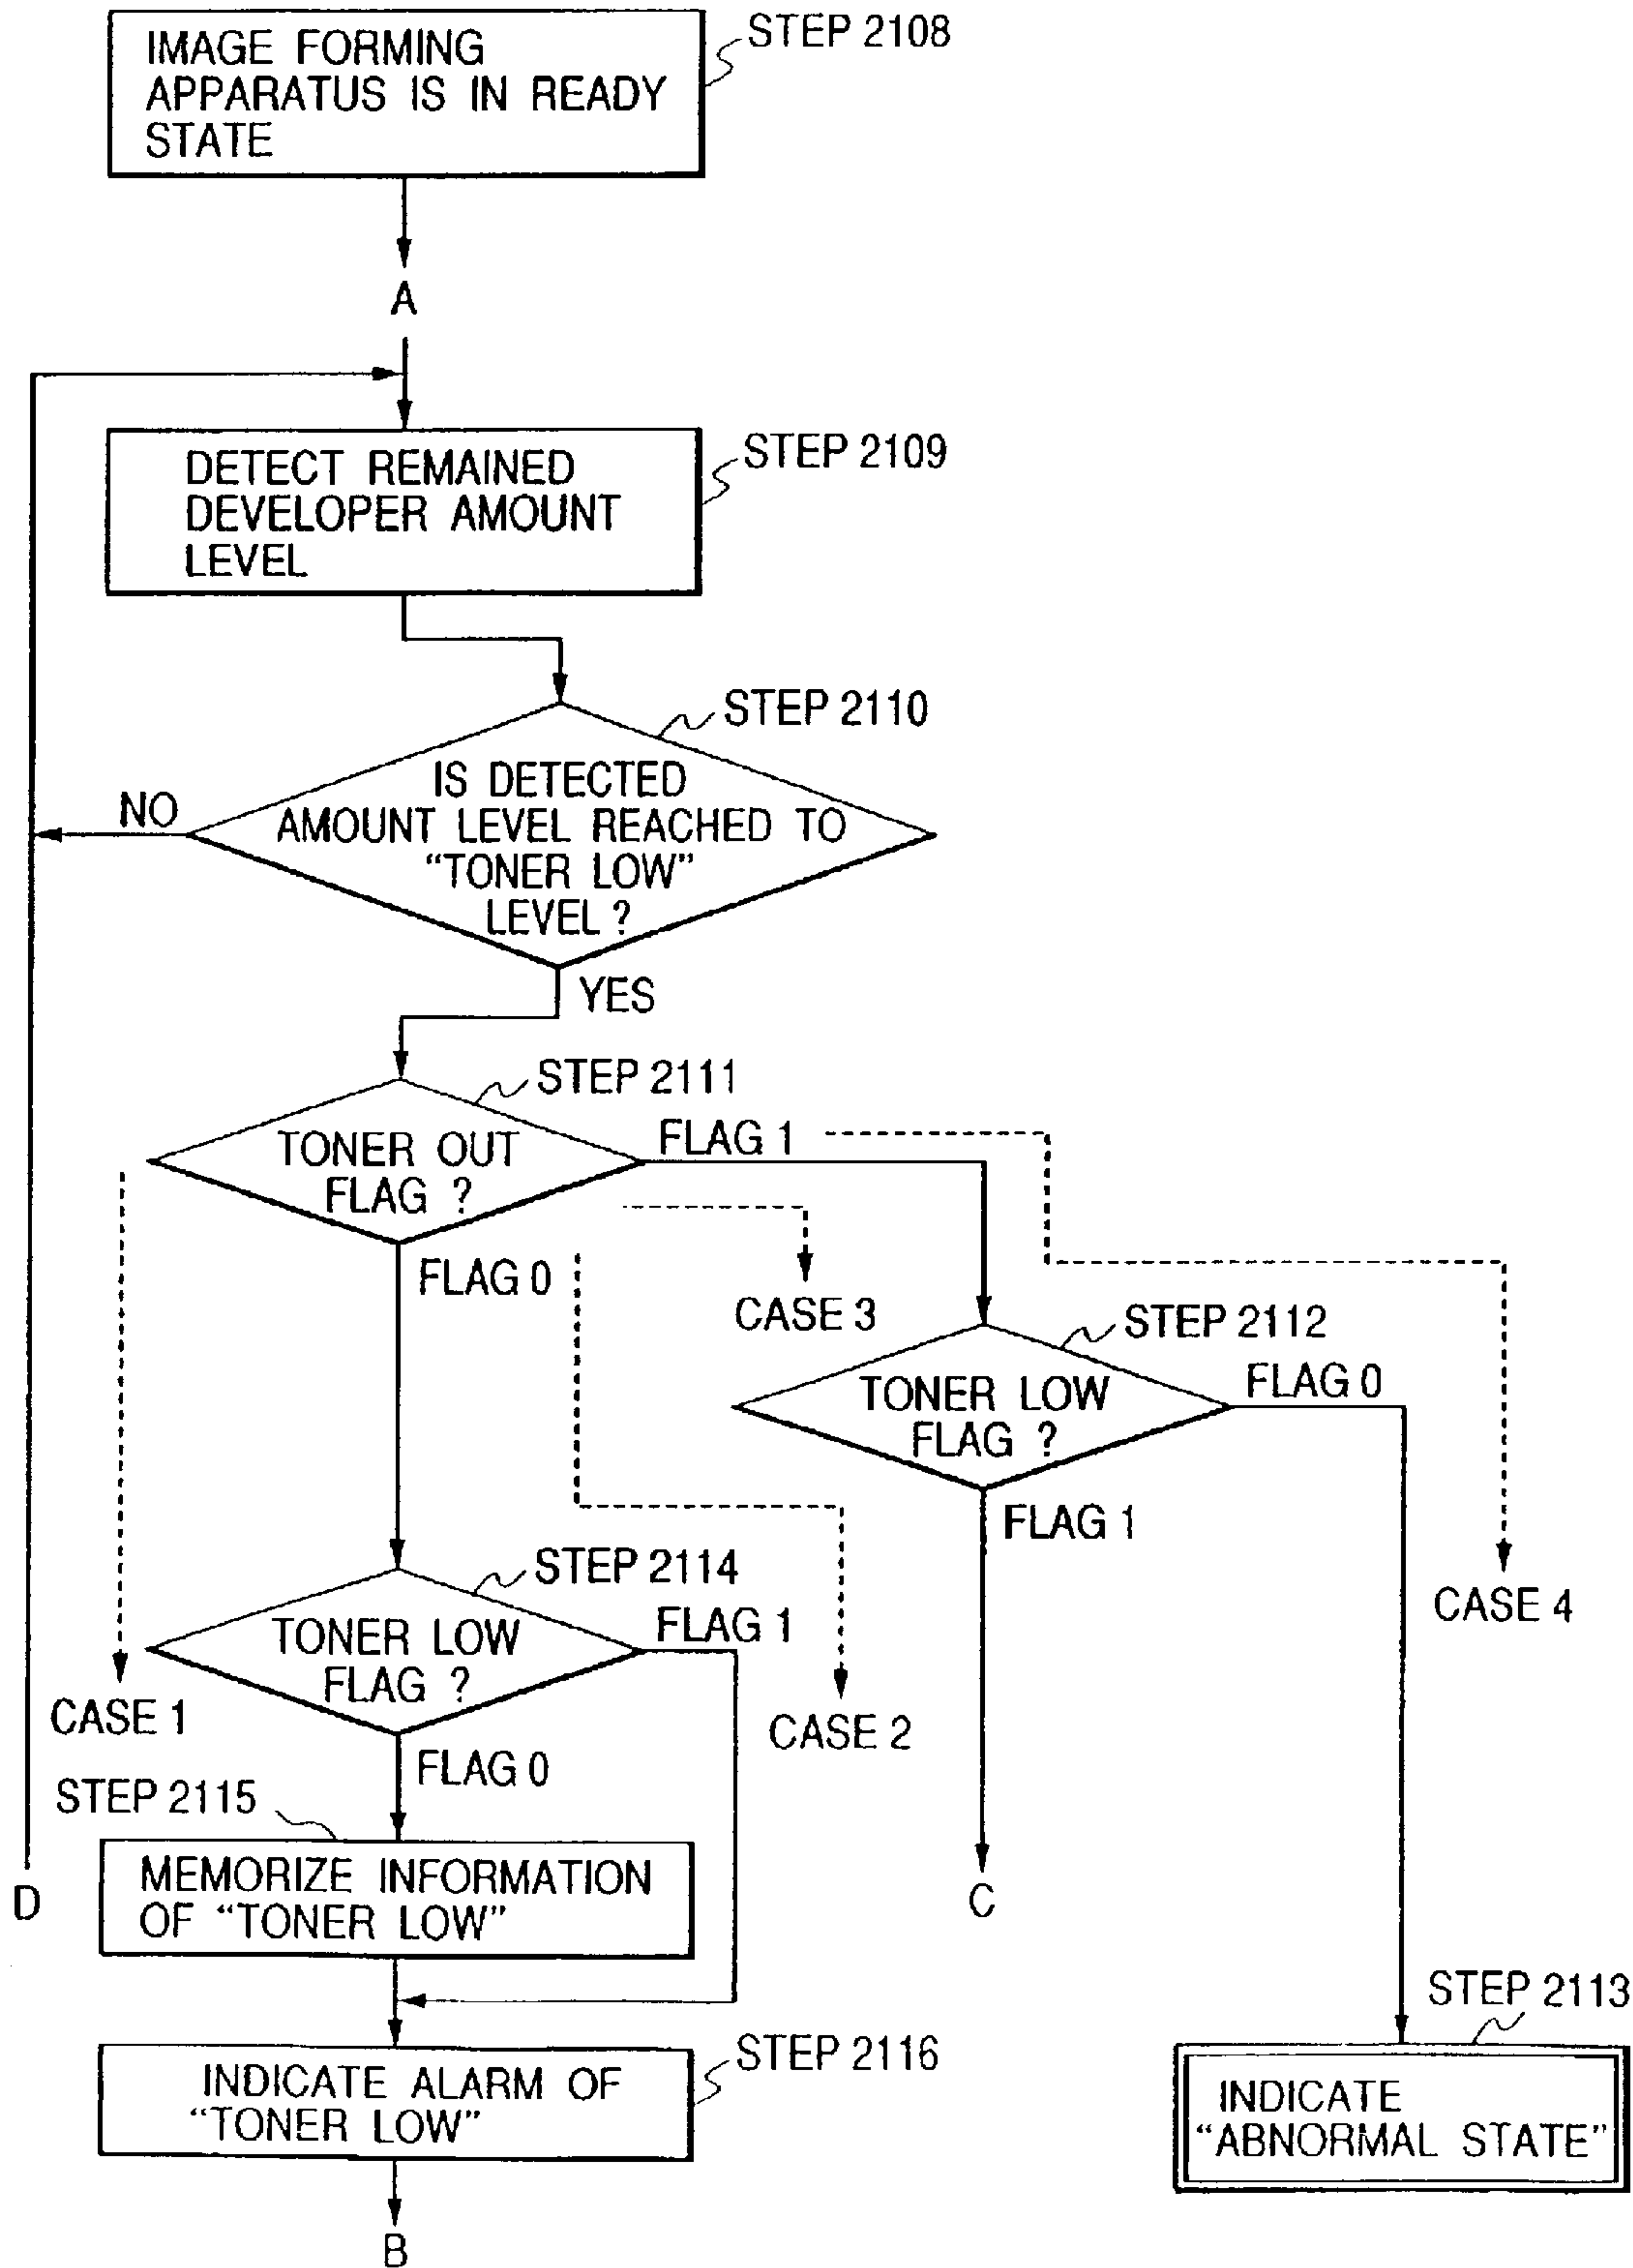 IMAGE FORMING
APPARATUS IS IN READY
STATE
STEP 2108
A
DETECT REMAINED
DEVELOPER AMOUNT
LEVEL
STEP 2109
STEP 2110
IS DETECTED
AMOUNT LEVEL REACHED TO
“TONER LOW”
LEVEL ?
NO
YES
STEP 2111
TONER OUT
FLAG ?
FLAG 1
FLAG 0
CASE 3
STEP 2112
TONER LOW
FLAG ?
FLAG 0
FLAG 1
CASE 4
STEP 2114
TONER LOW
FLAG ?
FLAG 1
CASE 1
CASE 2
FLAG 0
STEP 2115
MEMORIZE INFORMATION
OF “TONER LOW”
D
C
STEP 2113
INDICATE
“ABNORMAL STATE”
STEP 2116
INDICATE ALARM OF
“TONER LOW”
B